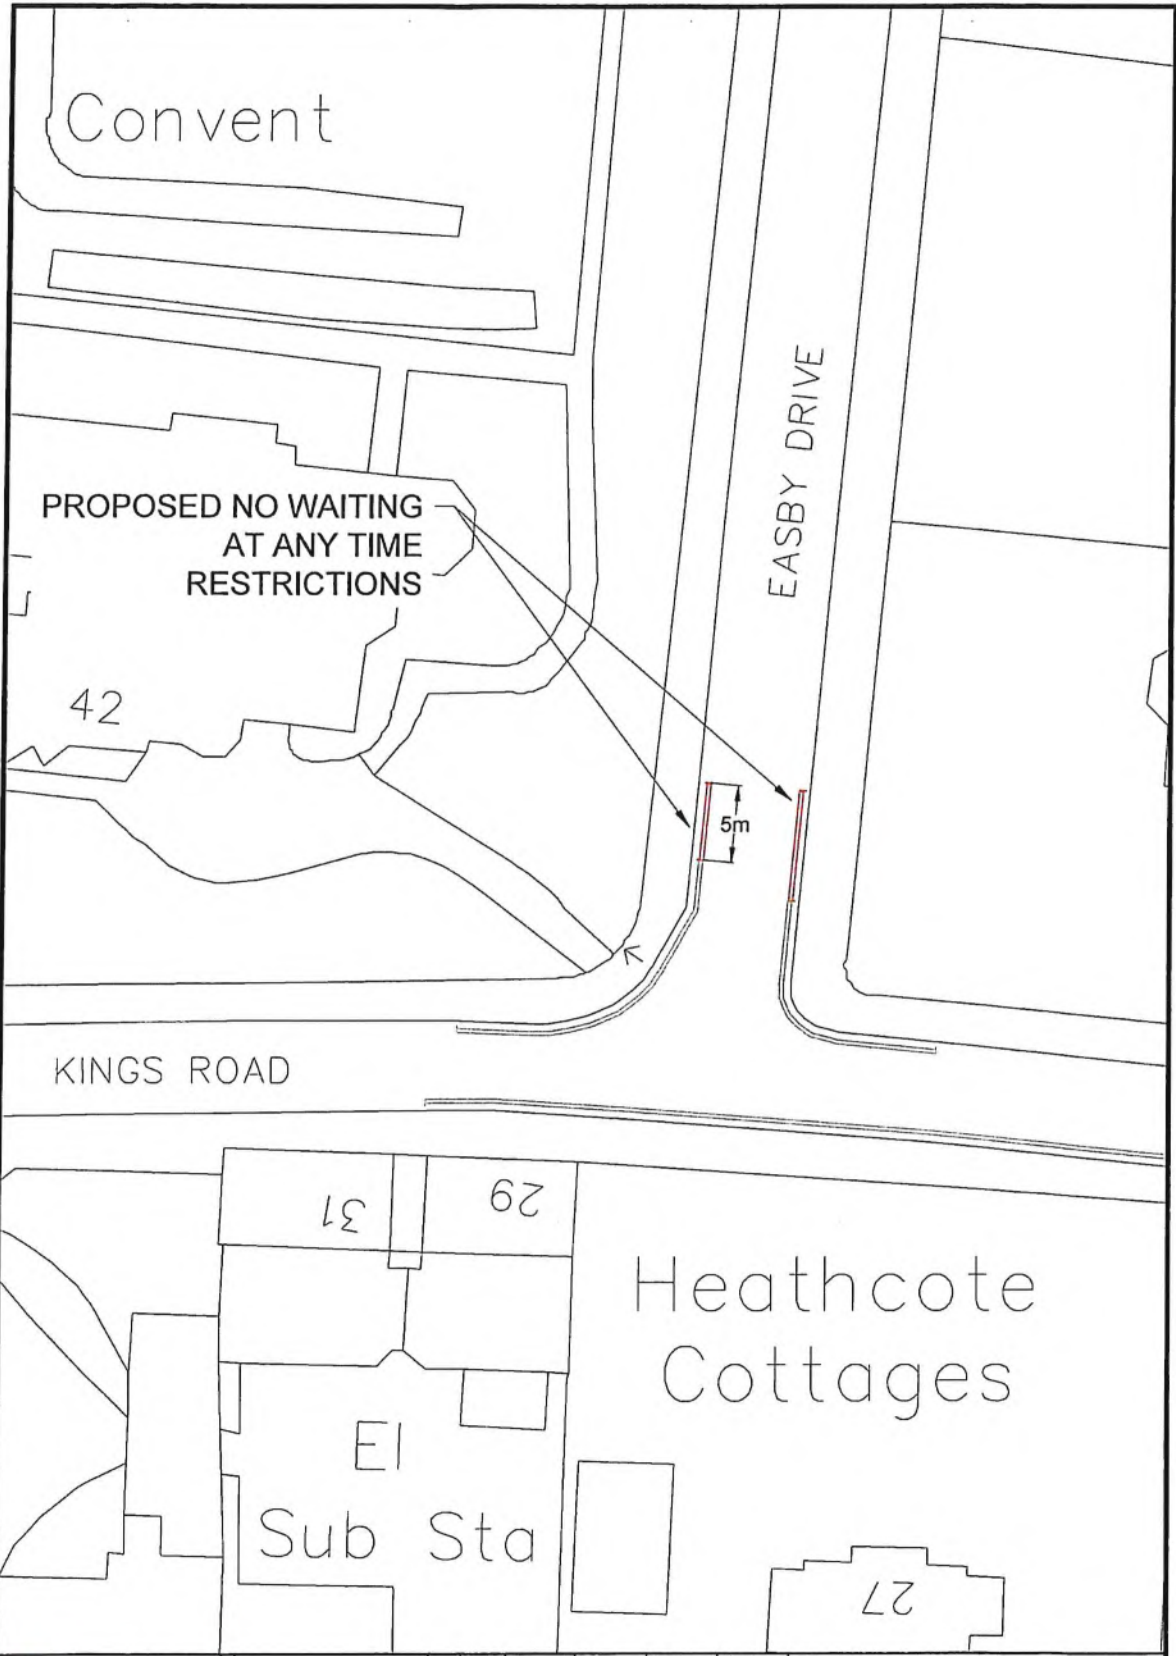 Convent
EASBY DRIVE
PROPOSED NO WAITING
AT ANY TIME
RESTRICTIONS
42
5m
KINGS ROAD
31
29
Heathcote
Cottages
El
Sub Sta
27